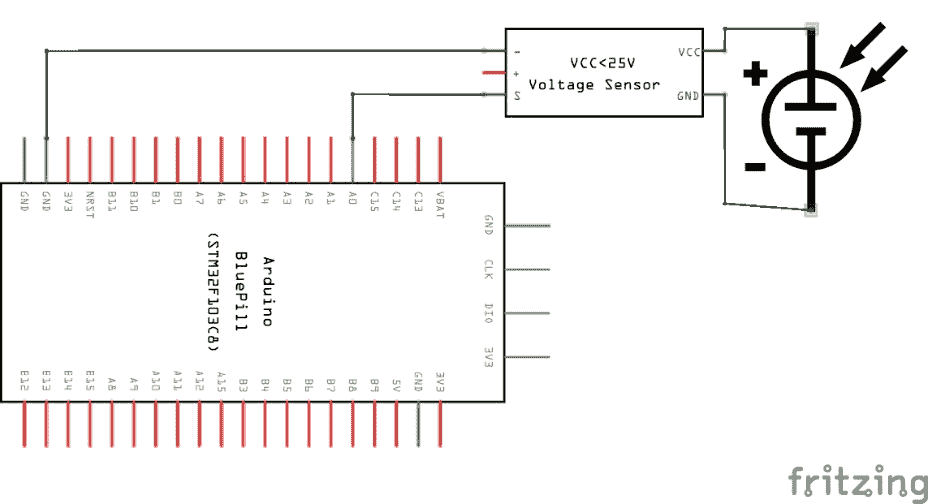 VCC<25V
Voltage Sensor
-
+
S
VCC
GND
+
-
GND
GND
3V3
NRST
B11
B10
B1
B0
A7
A6
A5
A4
A3
A2
A1
A0
C15
C14
C13
VBAT
GND
CLK
DIO
3V3
Arduino
BluePill
(STM32F103C8)
B12
B13
B14
B15
A8
A9
A10
A11
A12
A15
B3
B4
B5
B6
B7
B8
B9
5V
GND
3V3
fritzing